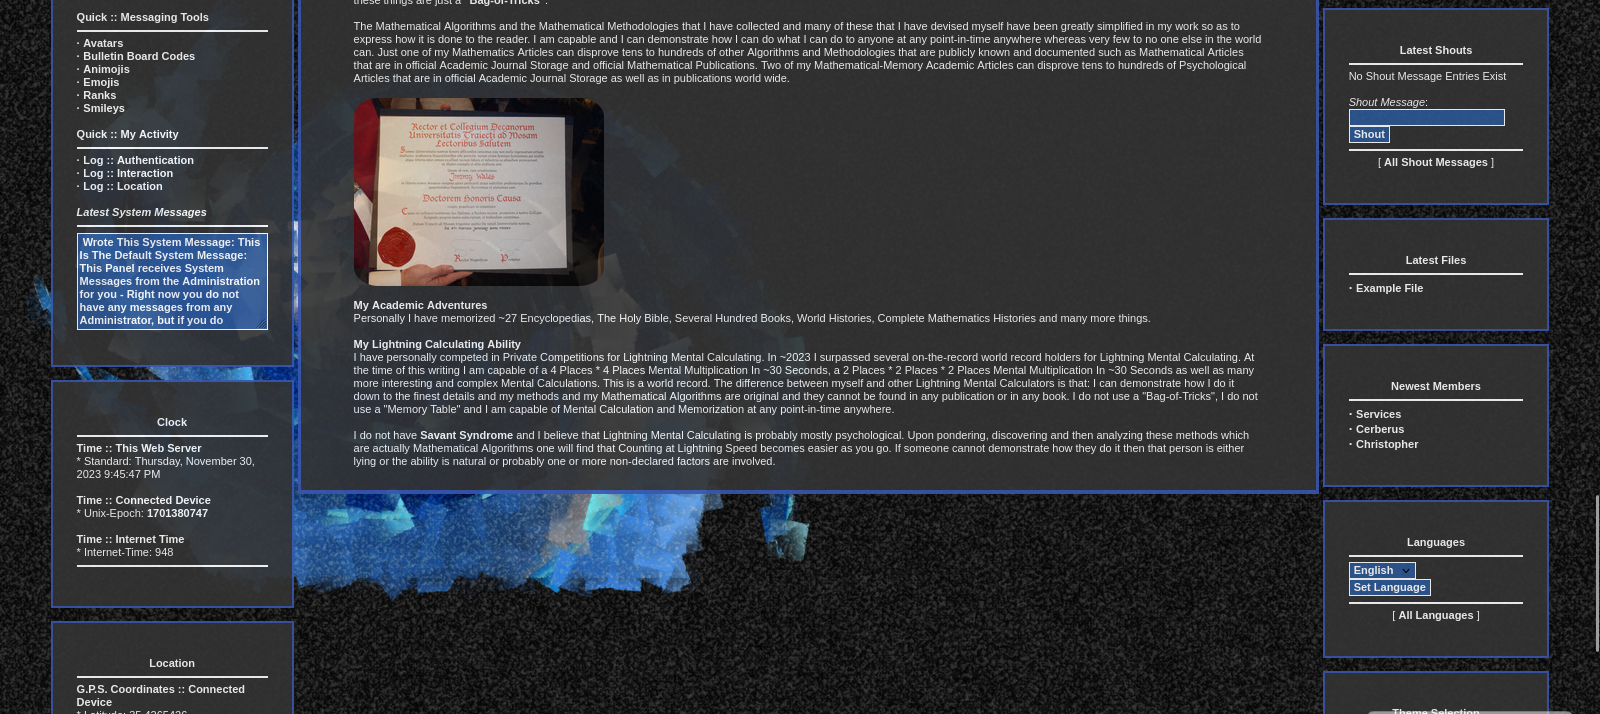 Quick :: Messaging Tools
· Avatars
· Bulletin Board Codes
· Animojis
· Emojis
· Ranks
· Smileys
Quick :: My Activity
· Log :: Authentication
· Log :: Interaction
· Log :: Location
Latest System Messages
Wrote This System Message: This
Is The Default System Message:
This Panel receives System
Messages from the Administration
for you - Right now you do not
have any messages from any
Administrator, but if you do
Clock
Time :: This Web Server
* Standard: Thursday, November 30,
2023 9:45:47 PM
Time :: Connected Device
* Unix-Epoch: 1701380747
Time :: Internet Time
* Internet-Time: 948
Location
G.P.S. Coordinates :: Connected
Device
these things are just a "Bag-of-Tricks".
The Mathematical Algorithms and the Mathematical Methodologies that I have collected and many of these that I have devised myself have been greatly simplified in my work so as to
express how it is done to the reader. I am capable and I can demonstrate how I can do what I can do to anyone at any point-in-time anywhere whereas very few to no one else in the world
can. Just one of my Mathematics Articles can disprove tens to hundreds of other Algorithms and Methodologies that are publicly known and documented such as Mathematical Articles
that are in official Academic Journal Storage and official Mathematical Publications. Two of my Mathematical-Memory Academic Articles can disprove tens to hundreds of Psychological
Articles that are in official Academic Journal Storage as well as in publications world wide.
Rector et Collegium Decanorum
Universitatis Traiecti ad Mosam
Lectoribus Salutem
Jimmy Wales
Doctorem Honoris Causa
My Academic Adventures
Personally I have memorized ~27 Encyclopedias, The Holy Bible, Several Hundred Books, World Histories, Complete Mathematics Histories and many more things.
My Lightning Calculating Ability
I have personally competed in Private Competitions for Lightning Mental Calculating. In ~2023 I surpassed several on-the-record world record holders for Lightning Mental Calculating. At
the time of this writing I am capable of a 4 Places * 4 Places Mental Multiplication In ~30 Seconds, a 2 Places * 2 Places * 2 Places Mental Multiplication In ~30 Seconds as well as many
more interesting and complex Mental Calculations. This is a world record. The difference between myself and other Lightning Mental Calculators is that: I can demonstrate how I do it
down to the finest details and my methods and my Mathematical Algorithms are original and they cannot be found in any publication or in any book. I do not use a "Bag-of-Tricks", I do not
use a "Memory Table" and I am capable of Mental Calculation and Memorization at any point-in-time anywhere.
I do not have Savant Syndrome and I believe that Lightning Mental Calculating is probably mostly psychological. Upon pondering, discovering and then analyzing these methods which
are actually Mathematical Algorithms one will find that Counting at Lightning Speed becomes easier as you go. If someone cannot demonstrate how they do it then that person is either
lying or the ability is natural or probably one or more non-declared factors are involved.
Latest Shouts
No Shout Message Entries Exist
Shout Message:
Shout
[ All Shout Messages ]
Latest Files
· Example File
Newest Members
· Services
· Cerberus
· Christopher
Languages
English
Set Language
[ All Languages ]
Theme Selection